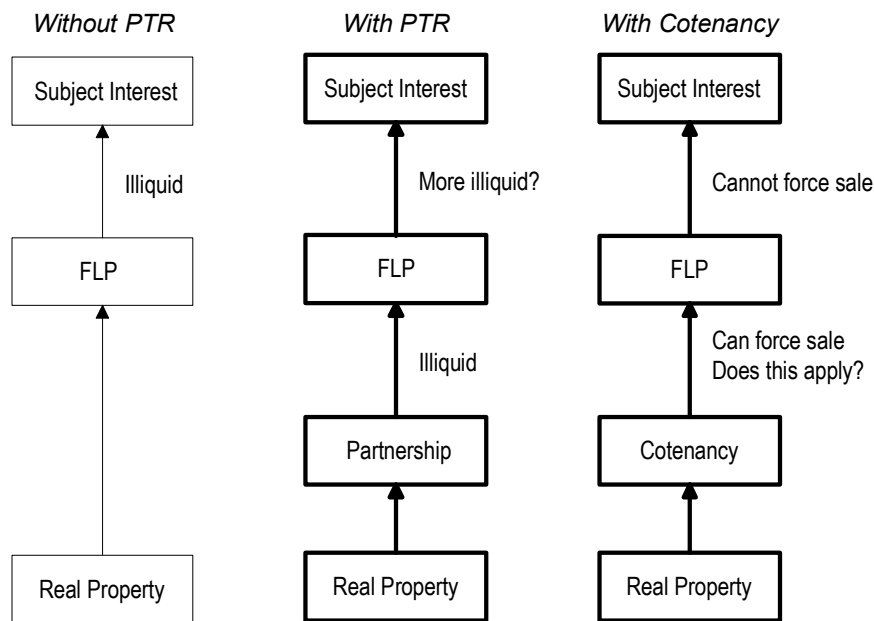 Without PTR
With PTR
With Cotenancy
Subject Interest
Subject Interest
Subject Interest
Illiquid
More illiquid?
Cannot force sale
FLP
FLP
FLP
Illiquid
Can force sale
Does this apply?
Partnership
Cotenancy
Real Property
Real Property
Real Property